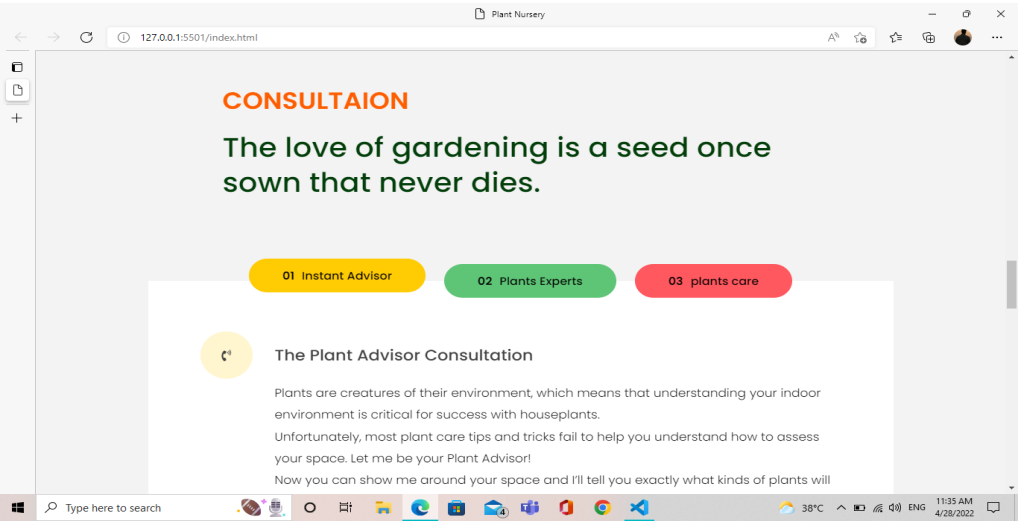 Plant Nursery
127.0.0.1:5501/index.html
CONSULTAION
The love of gardening is a seed once
sown that never dies.
01 Instant Advisor
02 Plants Experts
03 plants care
The Plant Advisor Consultation
Plants are creatures of their environment, which means that understanding your indoor
environment is critical for success with houseplants.
Unfortunately, most plant care tips and tricks fail to help you understand how to assess
your space. Let me be your Plant Advisor!
Now you can show me around your space and I'll tell you exactly what kinds of plants will
Type here to search
38°C
ENG
11:35 AM
4/28/2022